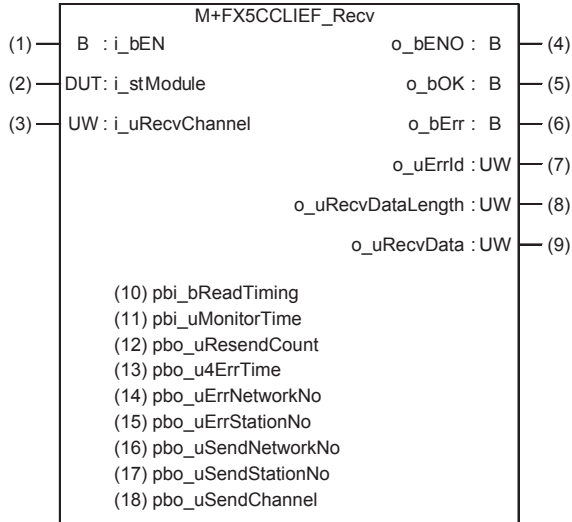 M+FX5CCLIEF_Recv
(1) B : i_bEN o_bENO : B (4)
(2) DUT: i_stModule o_bOK : B (5)
(3) UW : i_uRecvChannel o_bErr : B (6)
o_uErrId : UW (7)
o_uRecvDataLength : UW (8)
o_uRecvData : UW (9)
(10) pbi_bReadTiming
(11) pbi_uMonitorTime
(12) pbo_uResendCount
(13) pbo_u4ErrTime
(14) pbo_uErrNetworkNo
(15) pbo_uErrStationNo
(16) pbo_uSendNetworkNo
(17) pbo_uSendStationNo
(18) pbo_uSendChannel